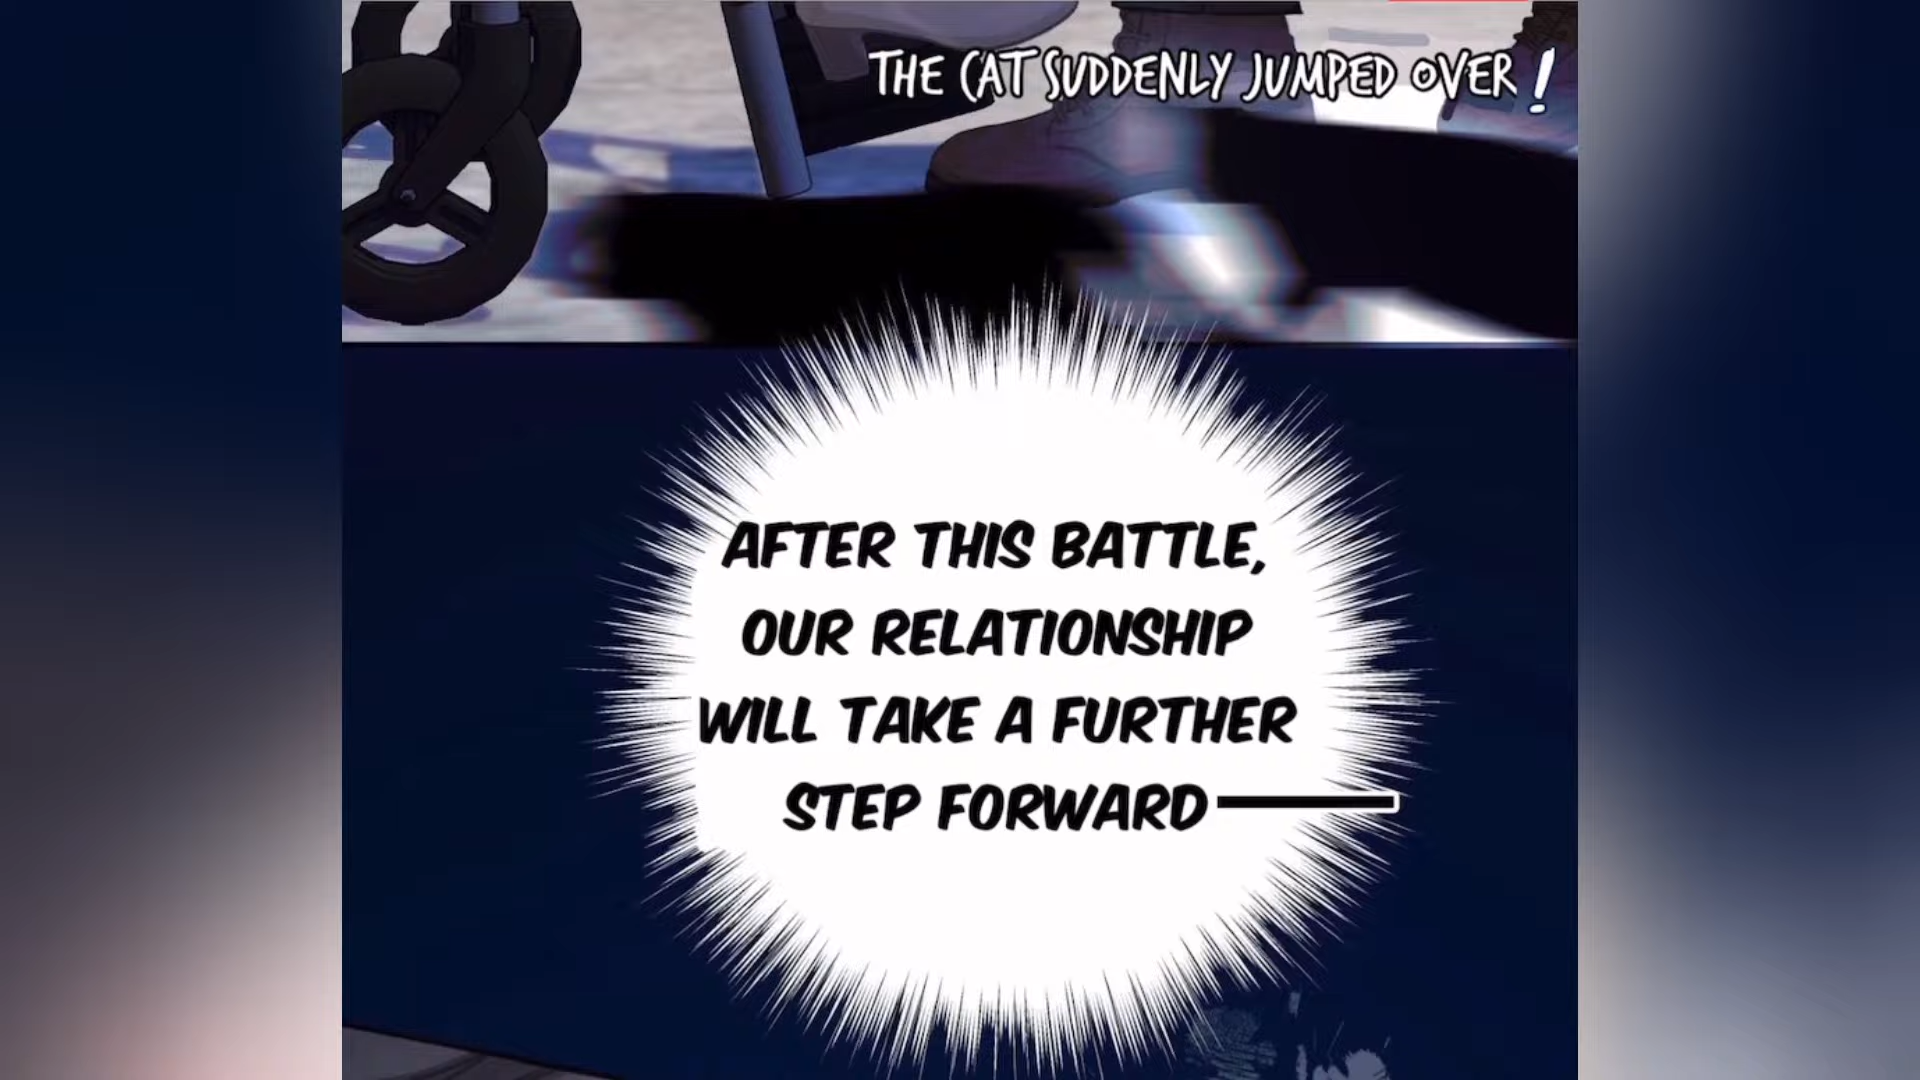 THE CAT SUDDENLY JUMPED OVER!
AFTER THIS BATTLE,
OUR RELATIONSHIP
WILL TAKE A FURTHER
STEP FORWARD—